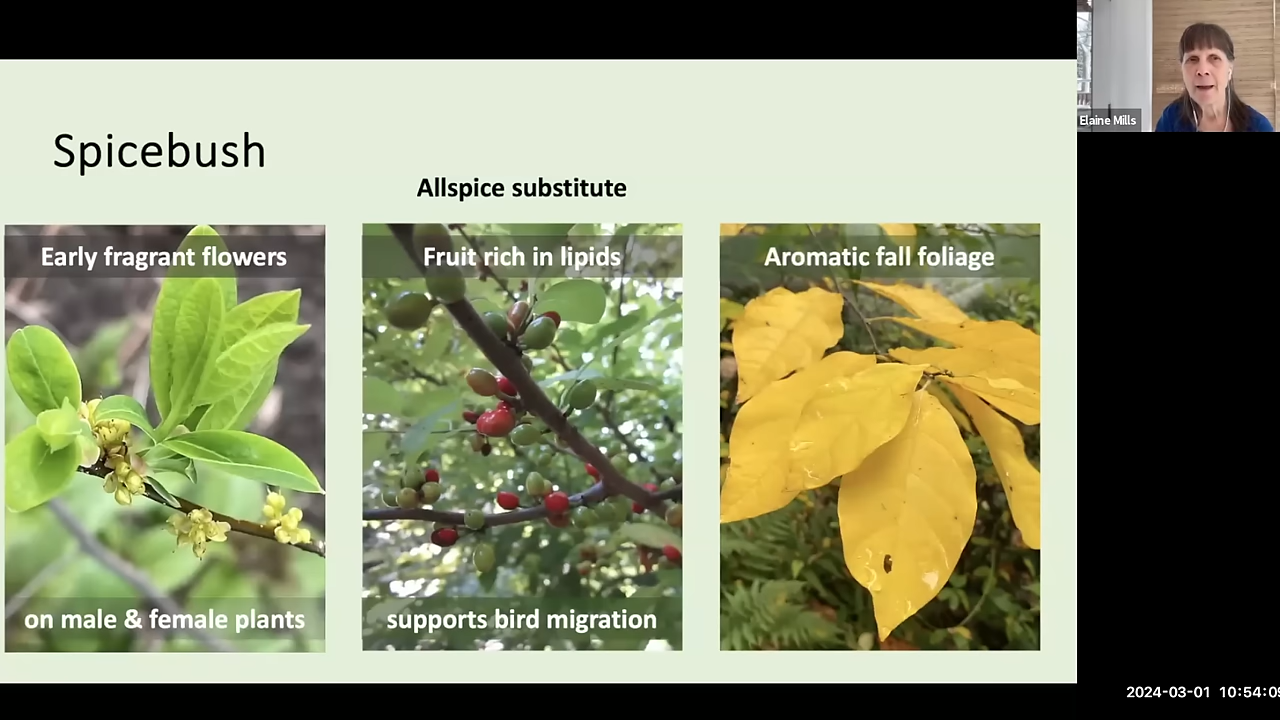 Spicebush
Allspice substitute
Early fragrant flowers
on male & female plants
Fruit rich in lipids
supports bird migration
Aromatic fall foliage
Elaine Mills
2024-03-01 10:54:09